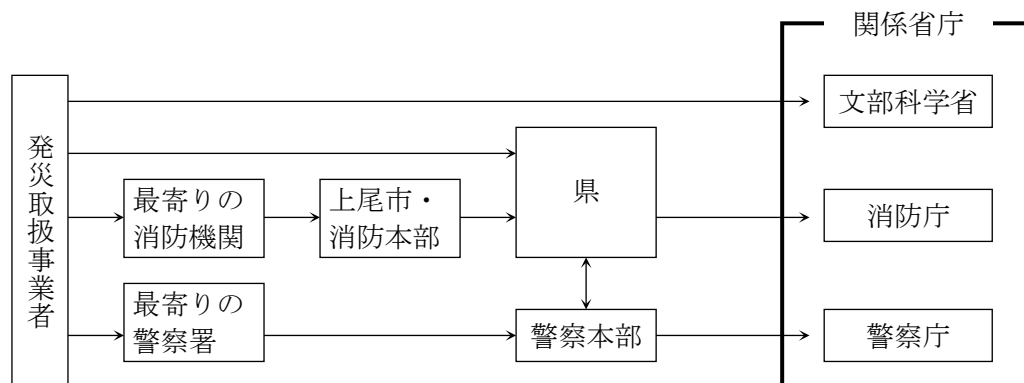 関係省庁
発災取扱事業者
文部科学省
県
最寄りの
消防機関
上尾市・
消防本部
消防庁
最寄りの
警察署
警察本部
警察庁